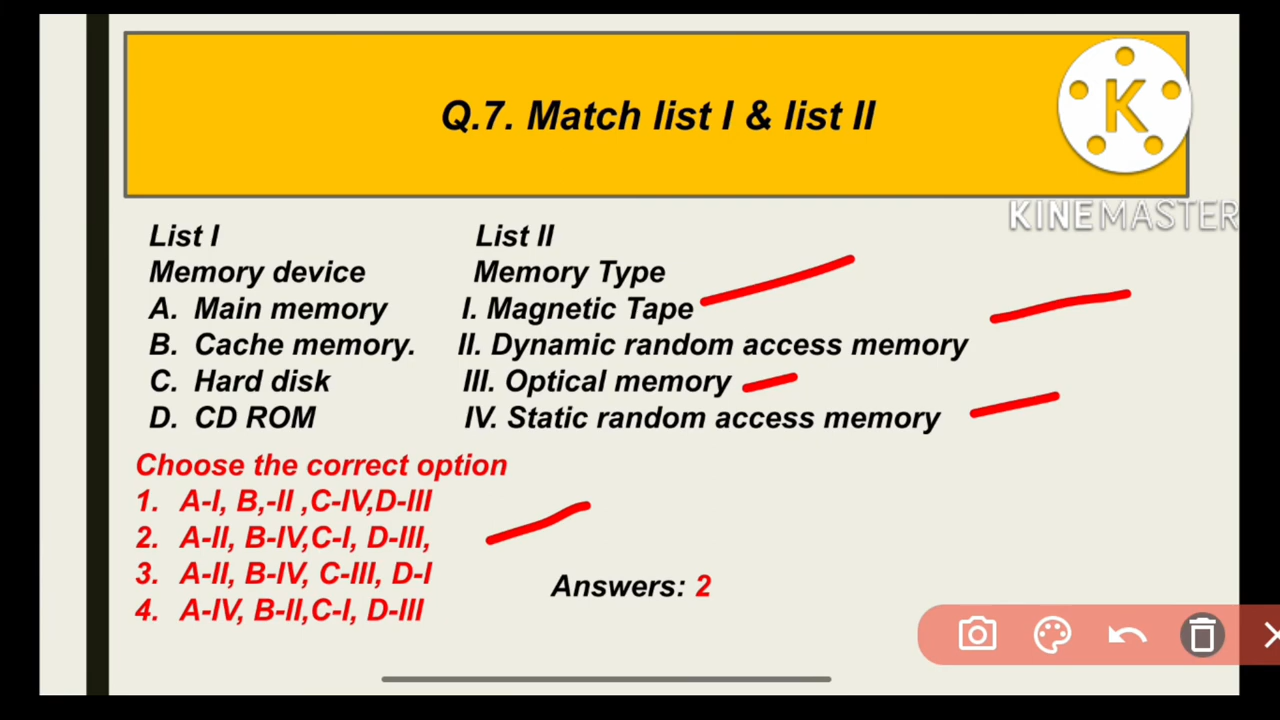 Q.7. Match list I & list II
K
KINEMASTER
List I List II
Memory device Memory Type
A. Main memory I. Magnetic Tape
B. Cache memory. II. Dynamic random access memory
C. Hard disk III. Optical memory
D. CD ROM IV. Static random access memory
Choose the correct option
1. A-I, B,-II ,C-IV,D-III
2. A-II, B-IV,C-I, D-III,
3. A-II, B-IV, C-III, D-I
4. A-IV, B-II,C-I, D-III
Answers: 2